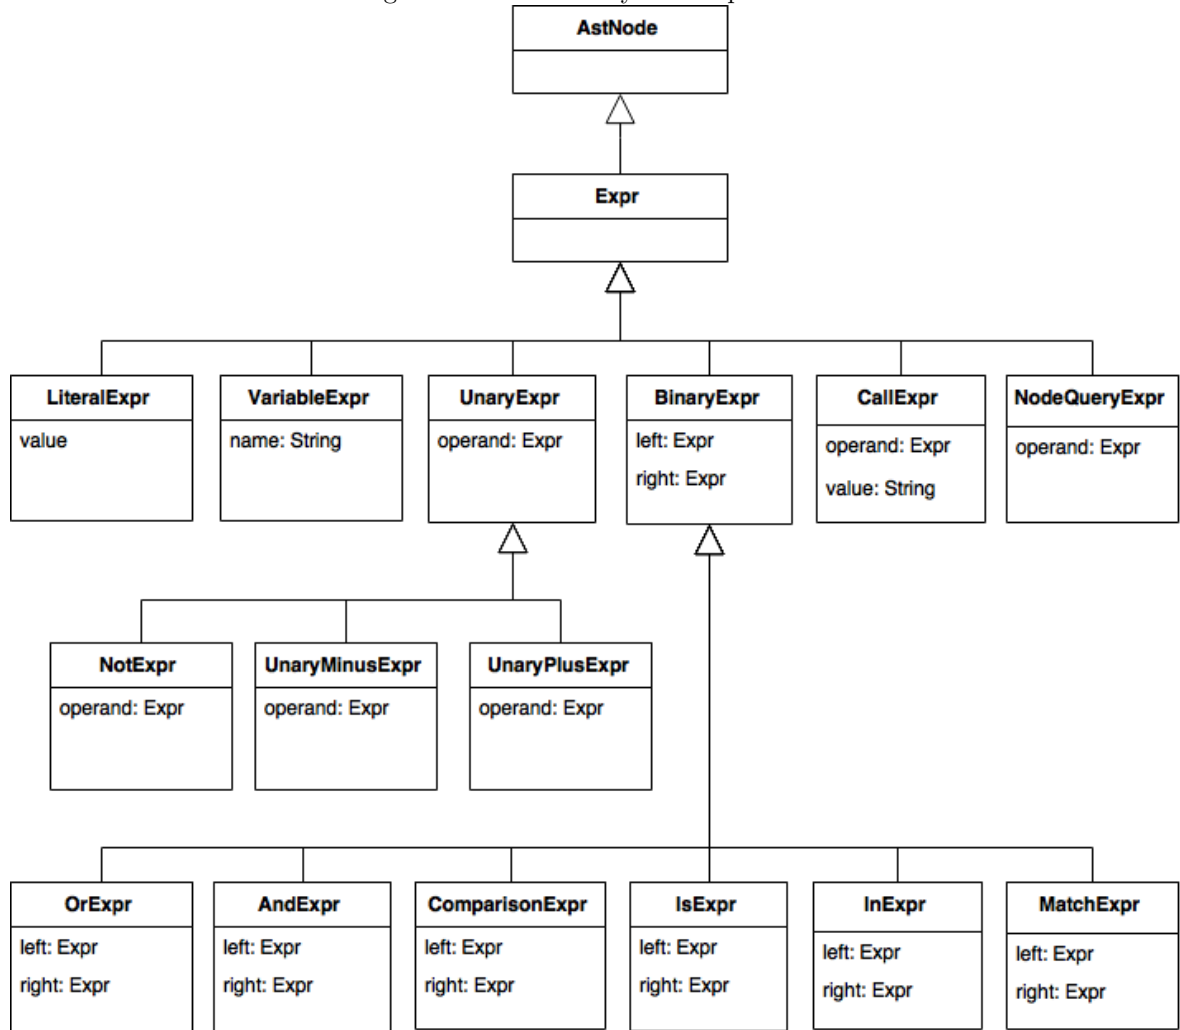 AstNode
Expr
LiteralExpr
value
VariableExpr
name: String
UnaryExpr
operand: Expr
BinaryExpr
left: Expr
right: Expr
CallExpr
operand: Expr
value: String
NodeQueryExpr
operand: Expr
NotExpr
operand: Expr
UnaryMinusExpr
operand: Expr
UnaryPlusExpr
operand: Expr
OrExpr
left: Expr
right: Expr
AndExpr
left: Expr
right: Expr
ComparisonExpr
left: Expr
right: Expr
IsExpr
left: Expr
right: Expr
InExpr
left: Expr
right: Expr
MatchExpr
left: Expr
right: Expr